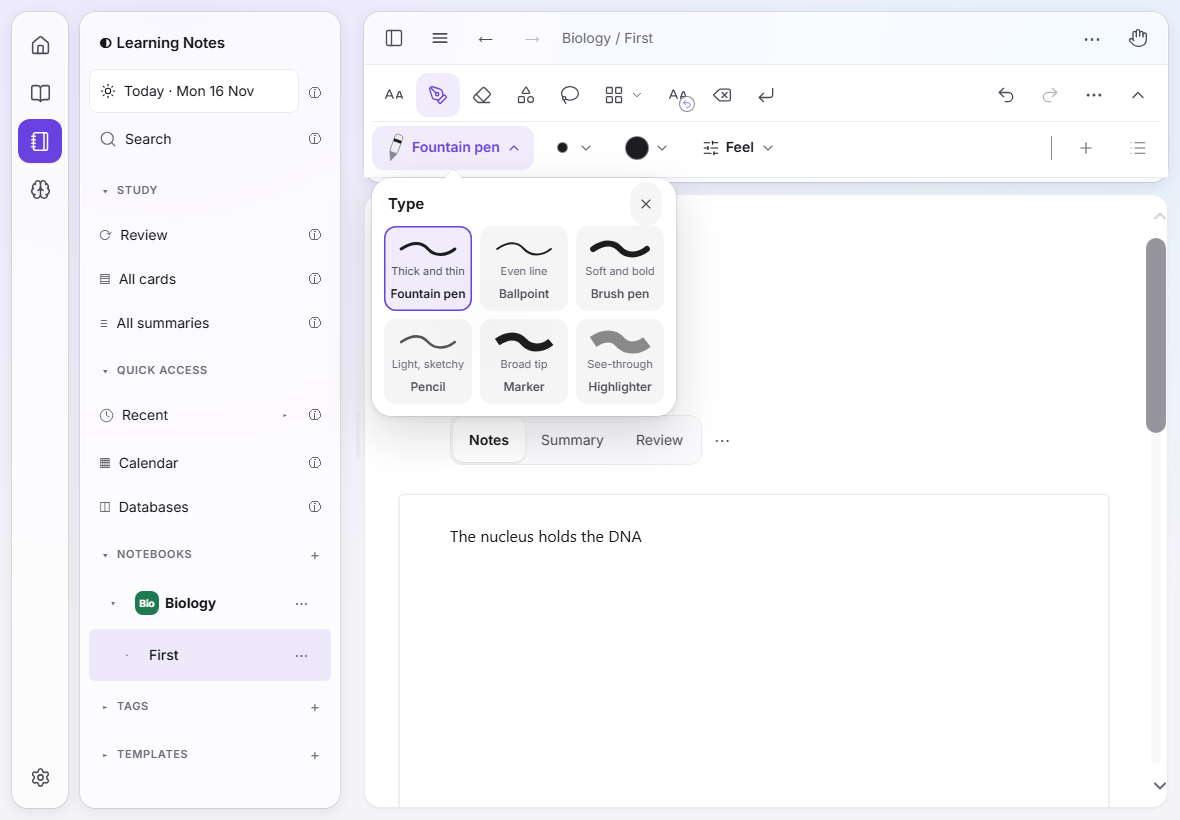 Learning Notes
Today · Mon 16 Nov
Search
STUDY
Review
All cards
All summaries
QUICK ACCESS
Recent
Calendar
Databases
NOTEBOOKS
Bio Biology
First
TAGS
TEMPLATES
Biology / First
AA
AA
Fountain pen
Feel
Type
Thick and thin
Fountain pen
Even line
Ballpoint
Soft and bold
Brush pen
Light, sketchy
Pencil
Broad tip
Marker
See-through
Highlighter
Notes Summary Review
The nucleus holds the DNA